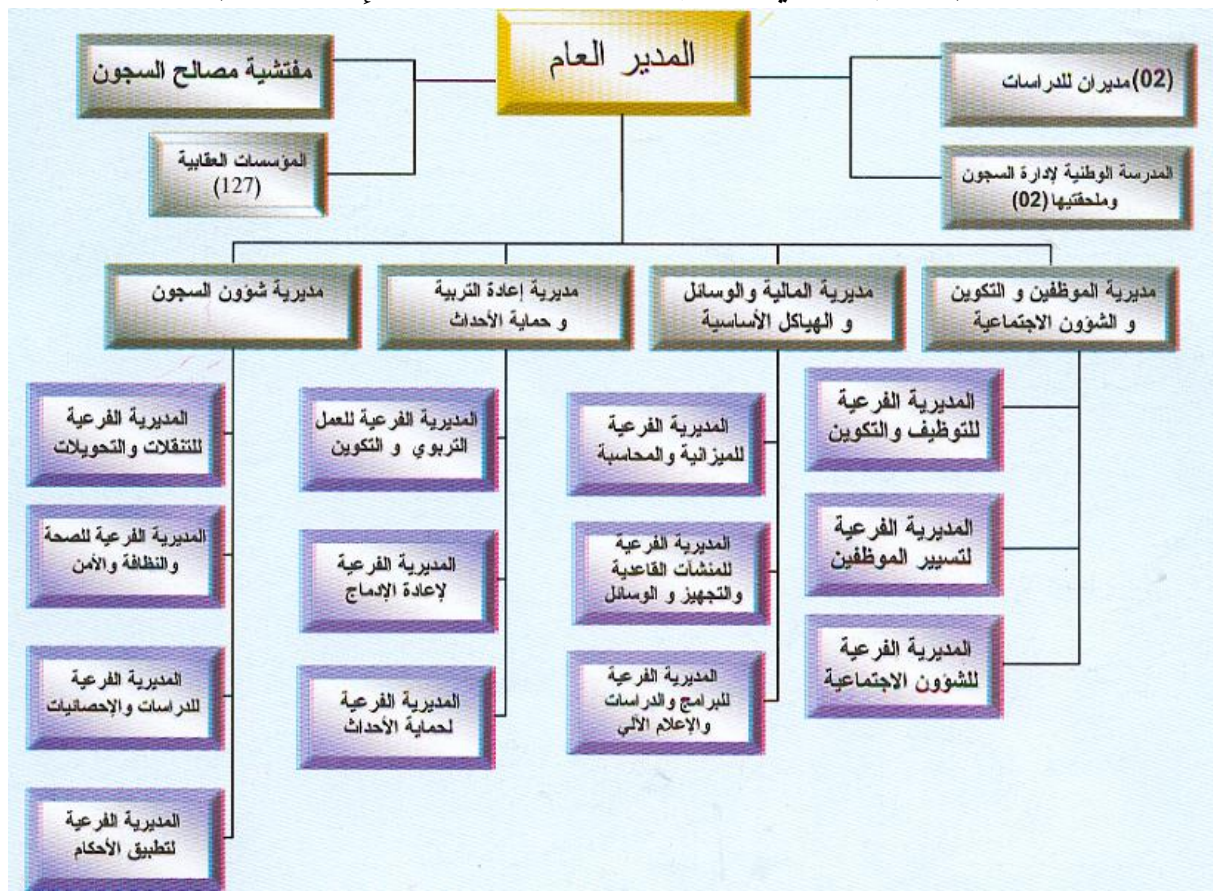 المدير العام
(02) مديران للدراسات
المدرسة الوطنية لإدارة السجون
وملحقتيها (02)
مفتشية مصالح السجون
المؤسسات العقابية
(127)
مديرية الموظفين و التكوين
و الشؤون الاجتماعية
المديرية الفرعية
للتوظيف والتكوين
المديرية الفرعية
لتسيير الموظفين
المديرية الفرعية
للشؤون الاجتماعية
مديرية المالية والوسائل
و الهياكل الأساسية
المديرية الفرعية
للميزانية والمحاسبة
المديرية الفرعية
للمنشآت القاعدية
والتجهيز و الوسائل
المديرية الفرعية
للبرامج والدراسات
والإعلام الآلي
مديرية إعادة التربية
و حماية الأحداث
المديرية الفرعية للعمل
التربوي و التكوين
المديرية الفرعية
لإعادة الإدماج
المديرية الفرعية
لحماية الأحداث
مديرية شؤون السجون
المديرية الفرعية
للتنقلات والتحويلات
المديرية الفرعية للصحة
والنظافة والأمن
المديرية الفرعية
للدراسات والإحصائيات
المديرية الفرعية
لتطبيق الأحكام